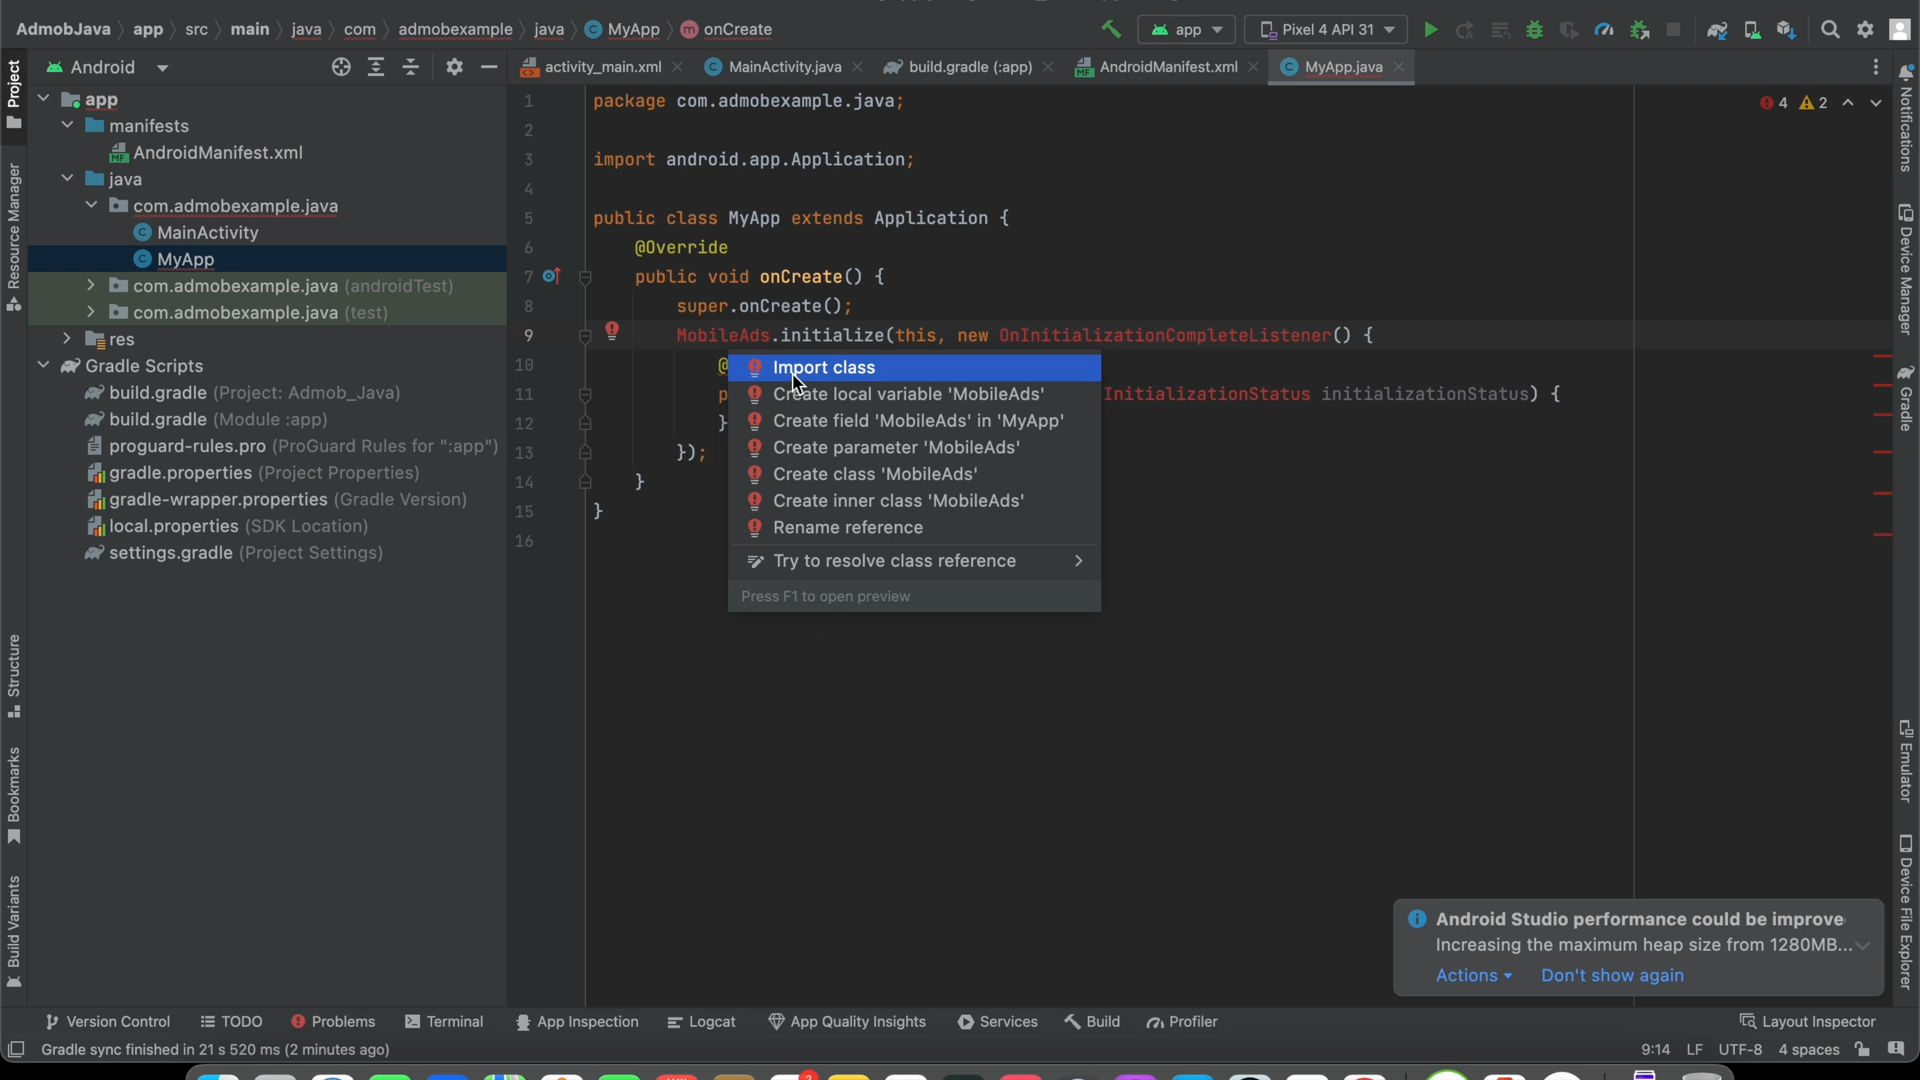 AdmobJava app src main java com admobexample java MyApp onCreate app Pixel 4 API 31
Project
Android
activity_main.xml MainActivity.java build.gradle (:app) AndroidManifest.xml MyApp.java
app
manifests
AndroidManifest.xml
java
com.admobexample.java
MainActivity
MyApp
com.admobexample.java (androidTest)
com.admobexample.java (test)
res
Gradle Scripts
build.gradle (Project: Admob_Java)
build.gradle (Module :app)
proguard-rules.pro (ProGuard Rules for ":app")
gradle.properties (Project Properties)
gradle-wrapper.properties (Gradle Version)
local.properties (SDK Location)
settings.gradle (Project Settings)
Resource Manager
Structure
Bookmarks
Build Variants
4 2
1 package com.admobexample.java;
2
3 import android.app.Application;
4
5 public class MyApp extends Application {
6 @Override
7 public void onCreate() {
8 super.onCreate();
9 MobileAds.initialize(this, new OnInitializationCompleteListener() {
10 @
11 p InitializationStatus initializationStatus) {
12 }
13 });
14 }
15 }
16
Import class
Create local variable 'MobileAds'
Create field 'MobileAds' in 'MyApp'
Create parameter 'MobileAds'
Create class 'MobileAds'
Create inner class 'MobileAds'
Rename reference
Try to resolve class reference
Press F1 to open preview
Notifications
Device Manager
Gradle
Emulator
Device File Explorer
Android Studio performance could be improve
Increasing the maximum heap size from 1280MB...
Actions Don't show again
Version Control TODO Problems Terminal App Inspection Logcat App Quality Insights Services Build Profiler Layout Inspector
Gradle sync finished in 21 s 520 ms (2 minutes ago) 9:14 LF UTF-8 4 spaces
2